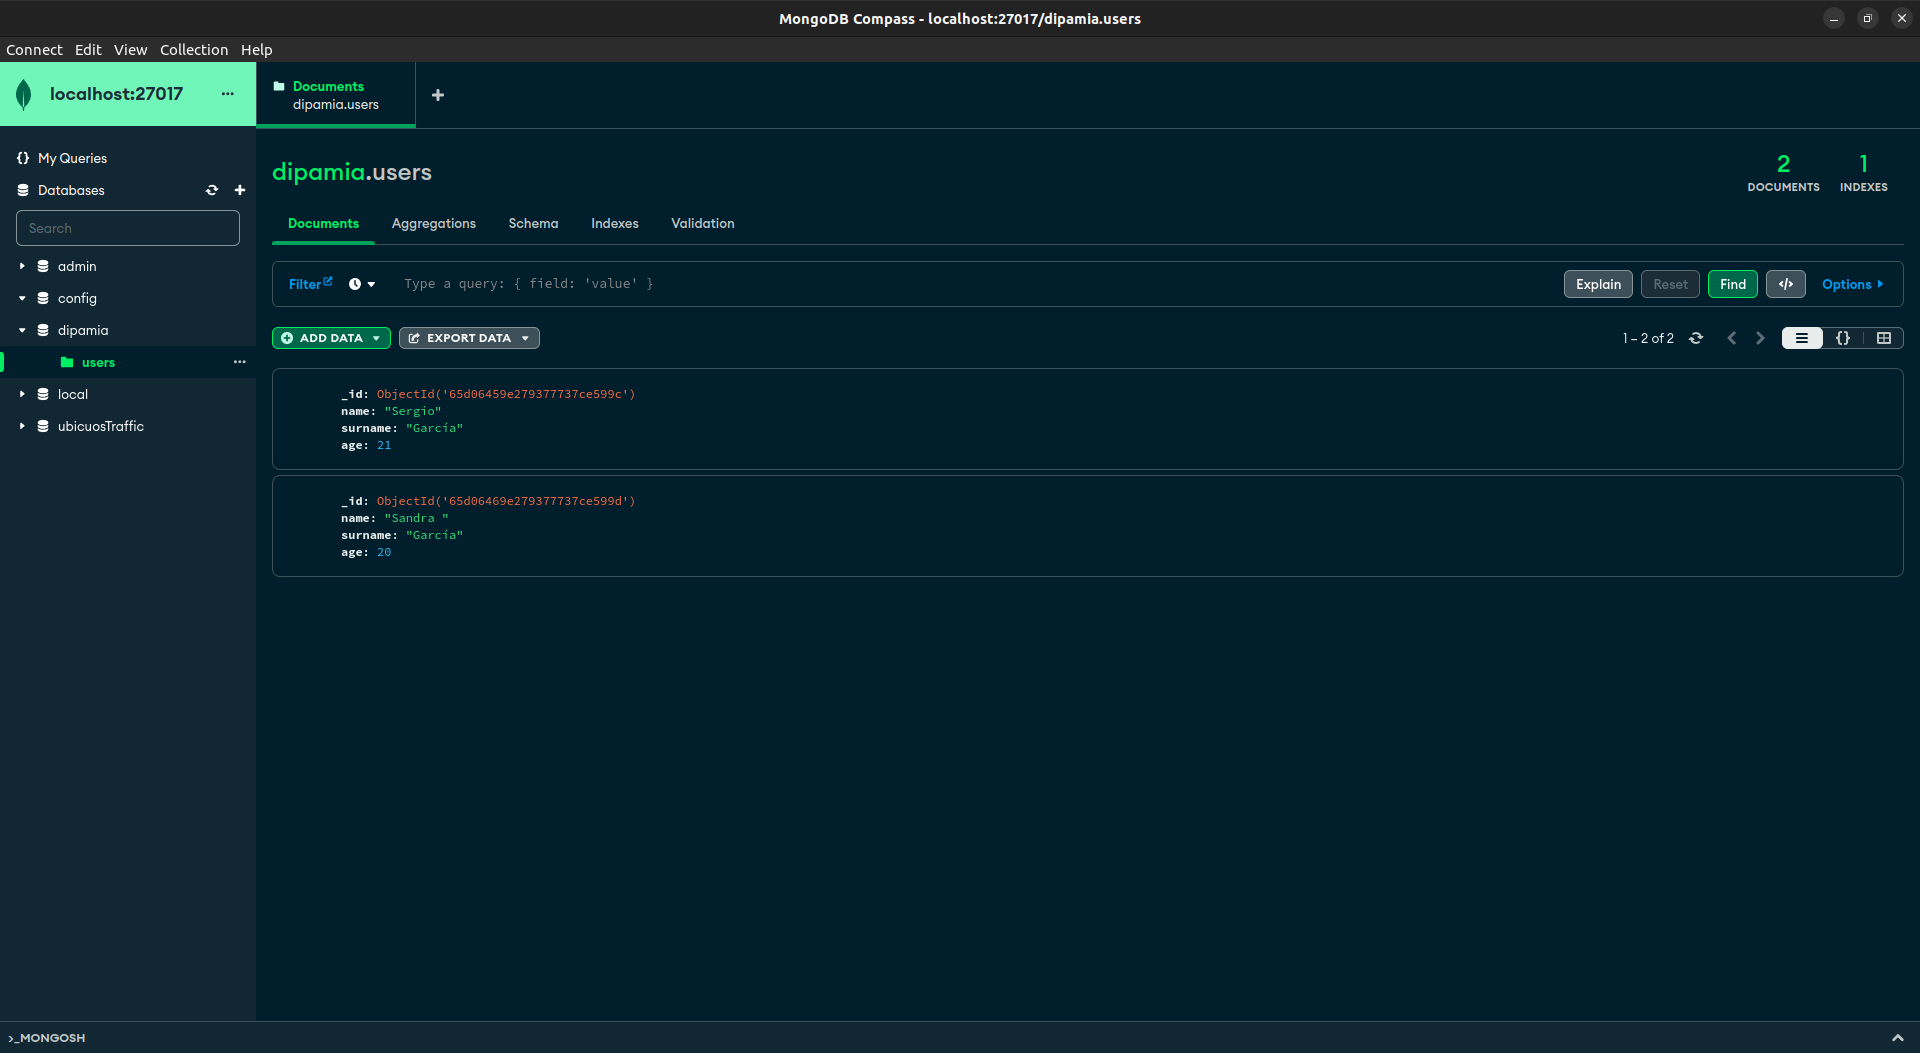 MongoDB Compass - localhost:27017/dipamia.users
Connect Edit View Collection Help
localhost:27017 ...
Documents
dipamia.users
+
{} My Queries
Databases
Search
admin
config
dipamia
users ...
local
ubicuosTraffic
dipamia.users
2
DOCUMENTS
1
INDEXES
Documents Aggregations Schema Indexes Validation
Filter Type a query: { field: 'value' } Explain Reset Find </> Options
ADD DATA EXPORT DATA 1 – 2 of 2 {}
_id: ObjectId('65d06459e279377737ce599c')
name: "Sergio"
surname: "García"
age: 21
_id: ObjectId('65d06469e279377737ce599d')
name: "Sandra "
surname: "García"
age: 20
>_MONGOSH